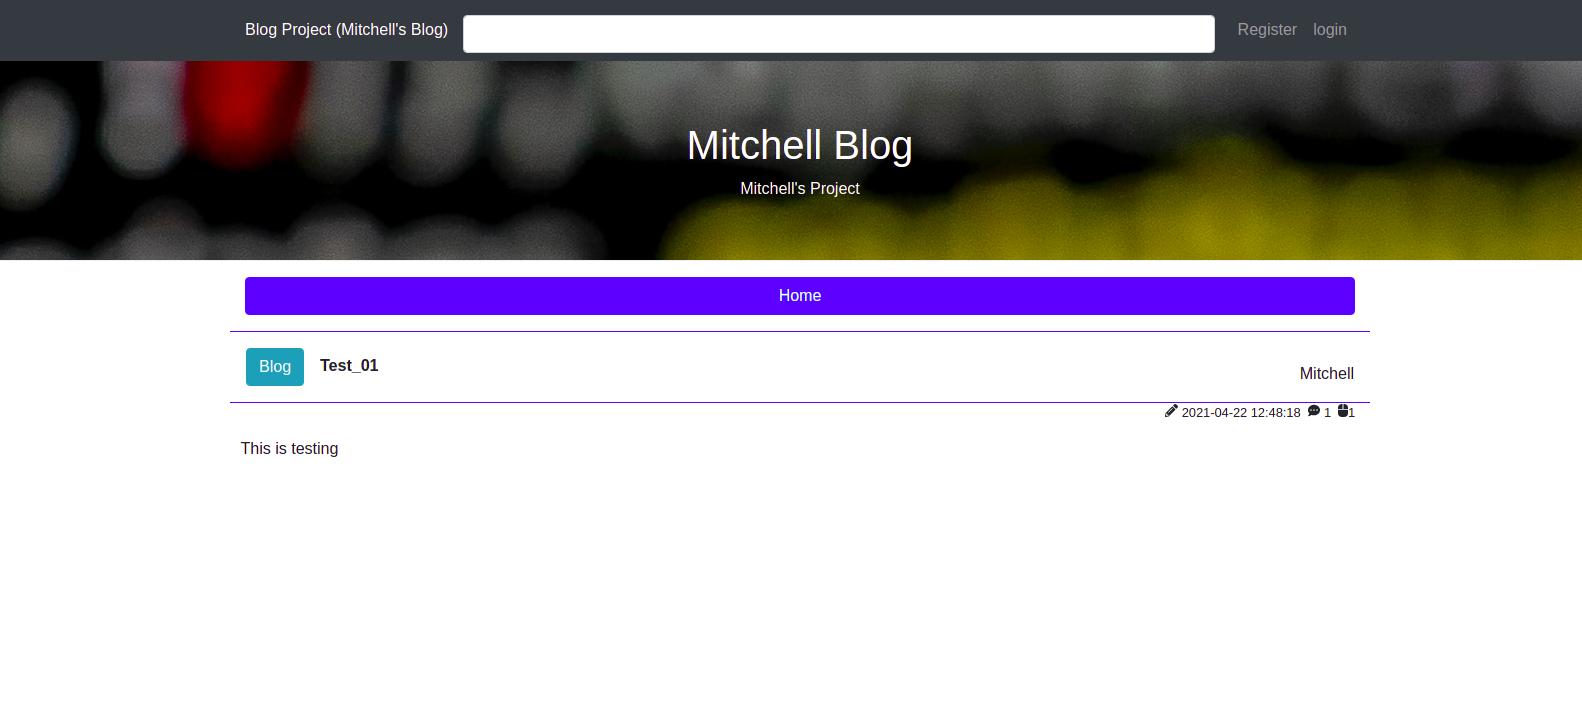 Blog Project (Mitchell's Blog) Register login
Mitchell Blog
Mitchell's Project
Home
Blog Test_01 Mitchell
2021-04-22 12:48:18 1 1
This is testing